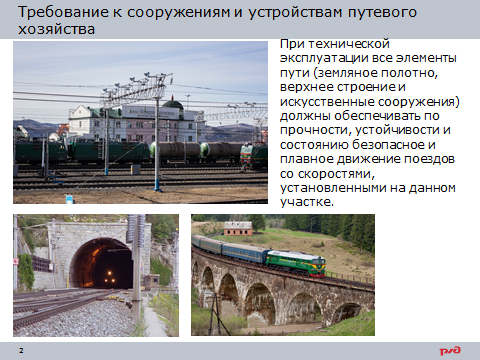 Требование к сооружениям и устройствам путевого
хозяйства
При технической
эксплуатации все элементы
пути (земляное полотно,
верхнее строение и
искусственные сооружения)
должны обеспечивать по
прочности, устойчивости и
состоянию безопасное и
плавное движение поездов
со скоростями,
установленными на данном
участке.
2
ржд